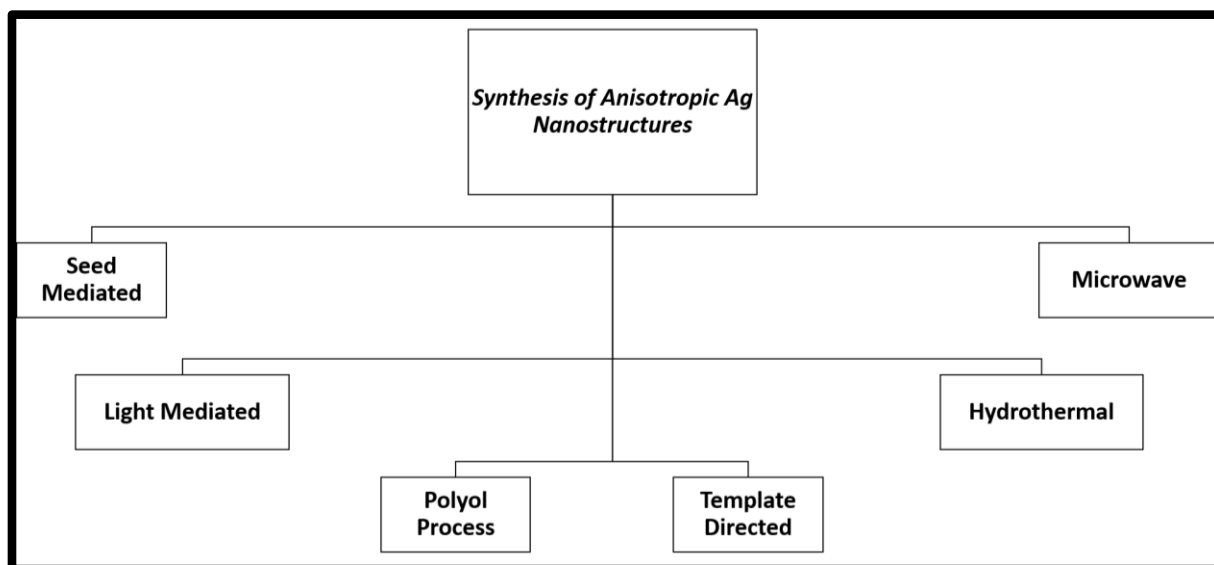 Synthesis of Anisotropic Ag
Nanostructures
Seed
Mediated
Microwave
Light Mediated
Hydrothermal
Polyol
Process
Template
Directed